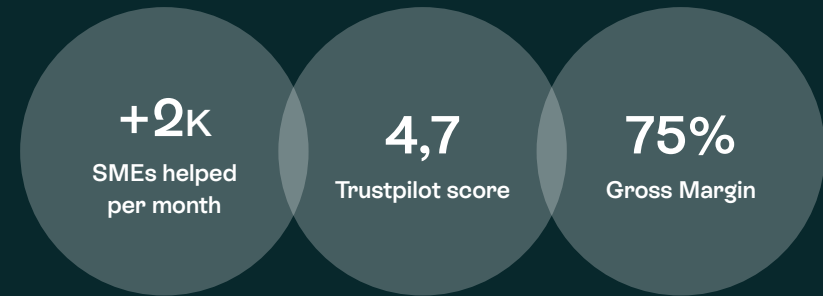 +2K
SMEs helped
per month
4,7
Trustpilot score
75%
Gross Margin